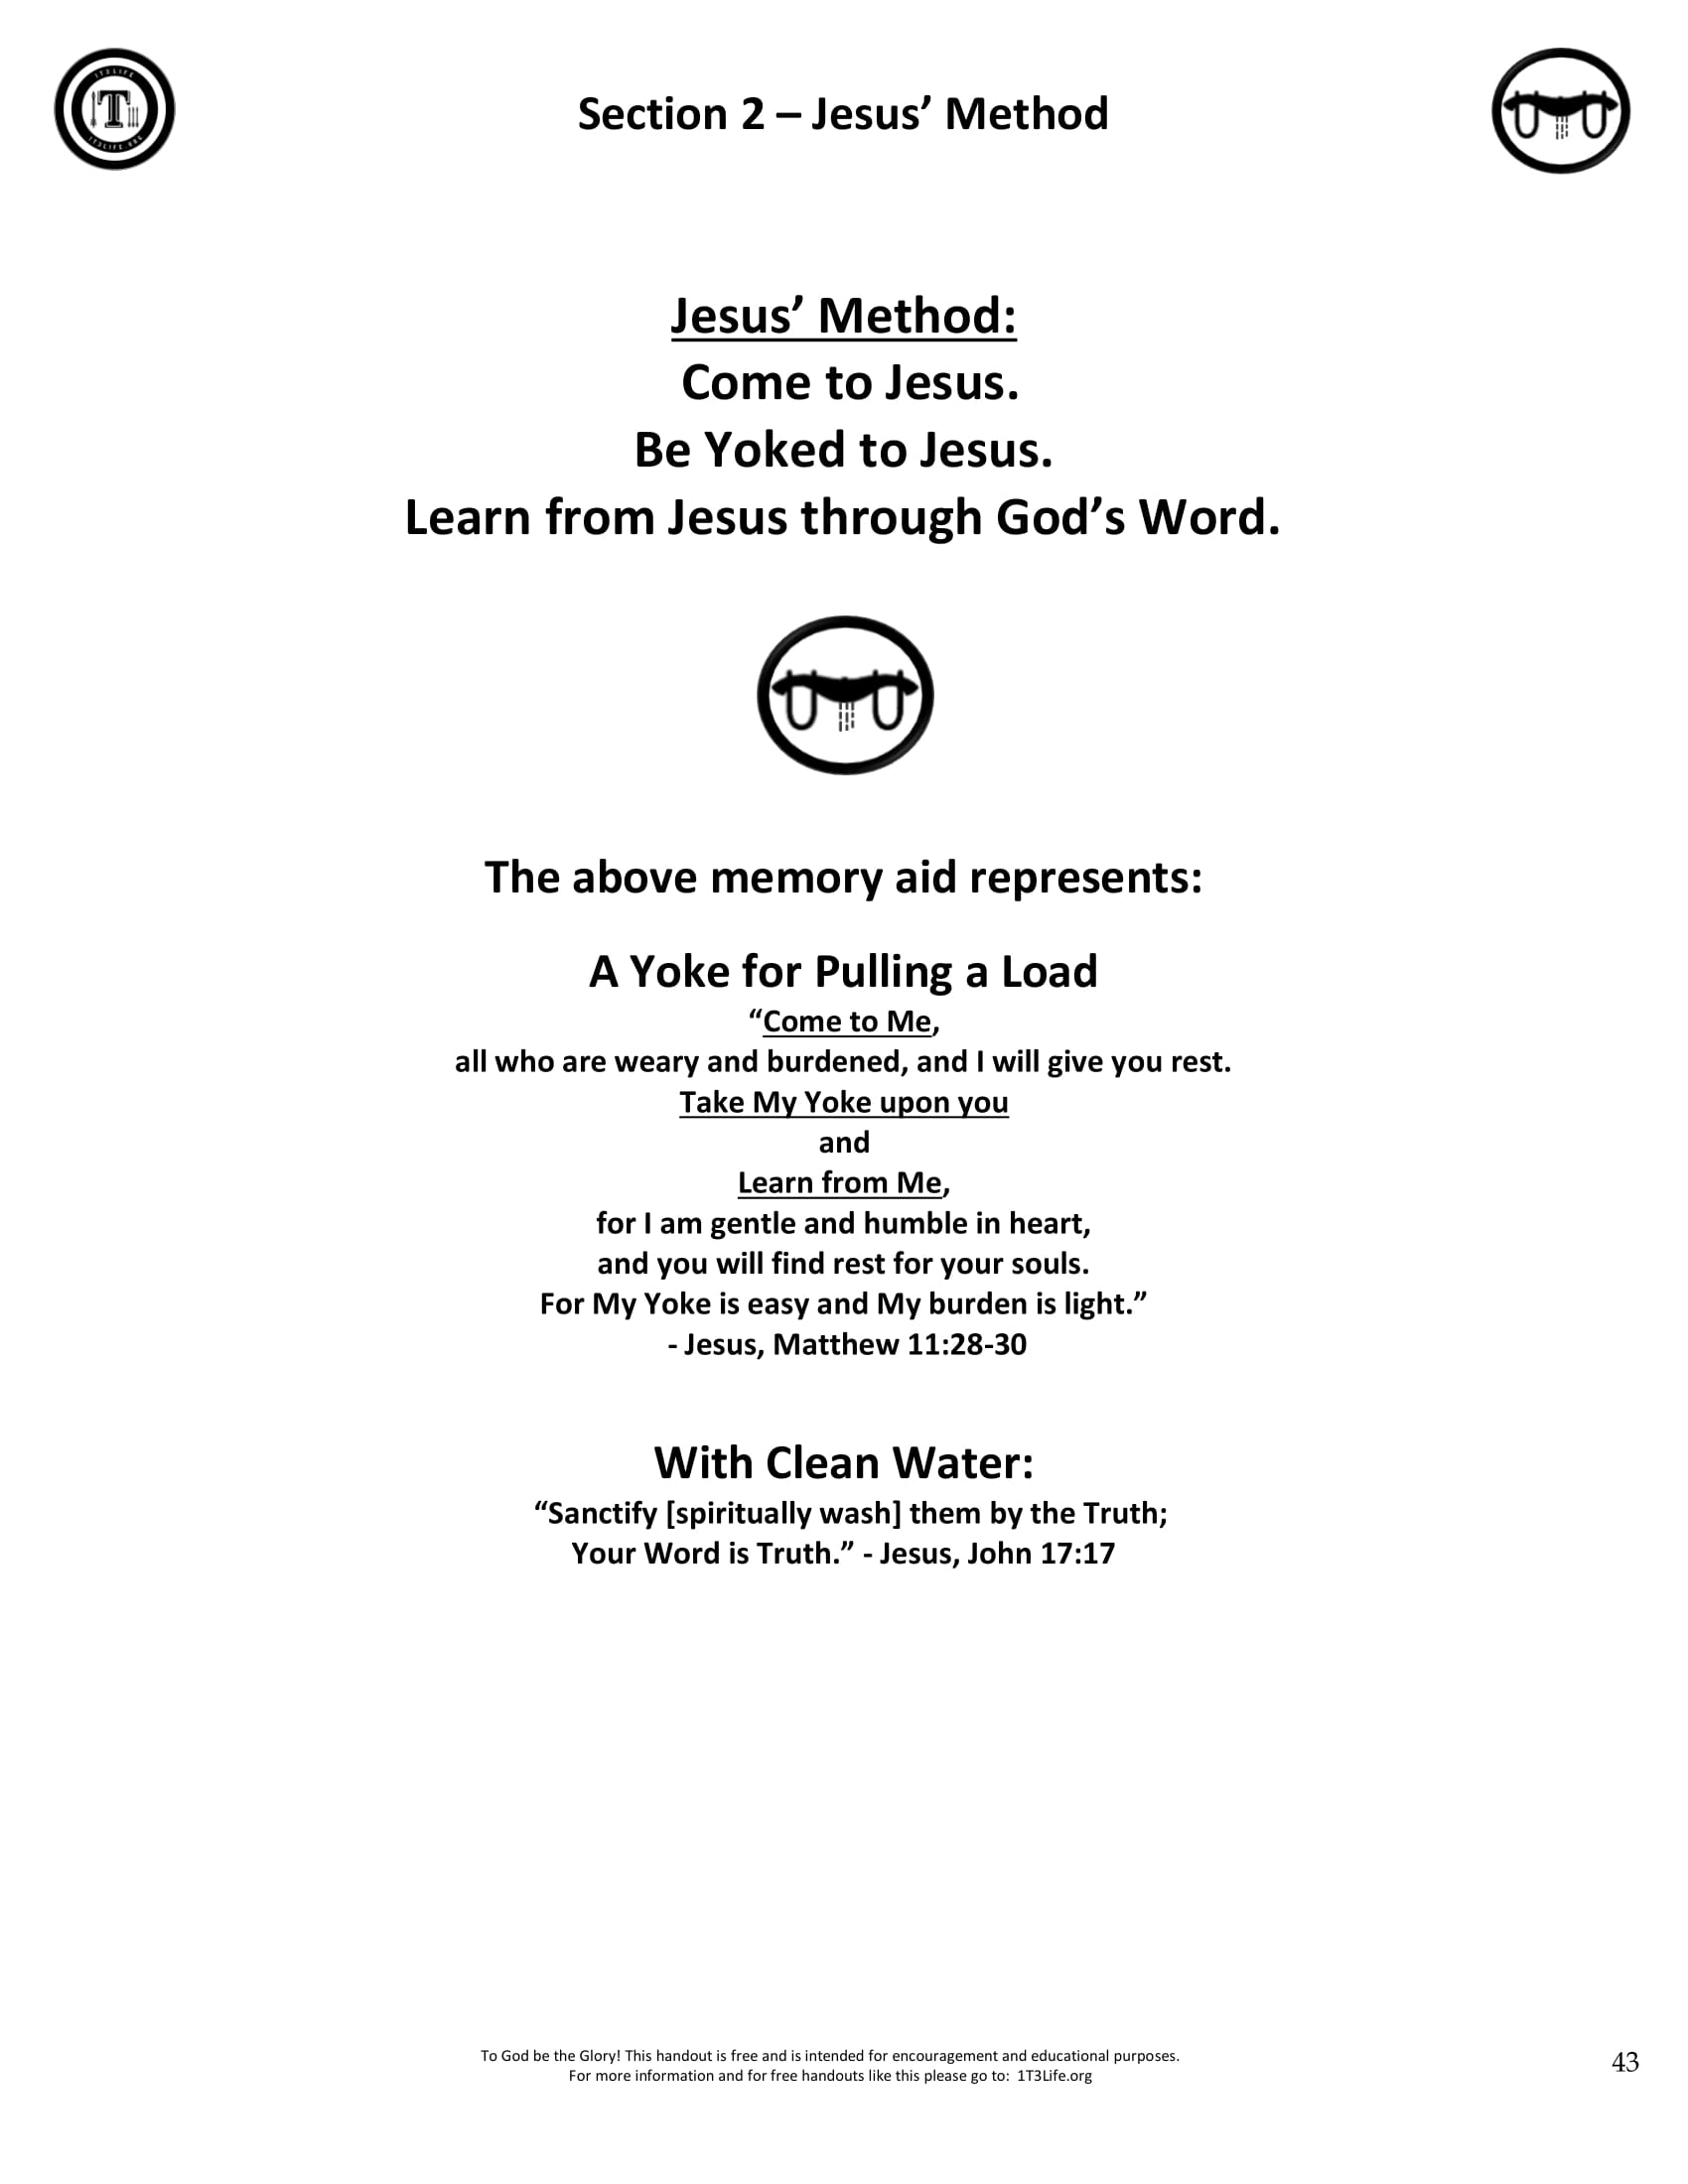 1T3LIFE
T
1T3LIFE.ORG
Section 2 – Jesus’ Method
Jesus’ Method:
Come to Jesus.
Be Yoked to Jesus.
Learn from Jesus through God’s Word.
The above memory aid represents:
A Yoke for Pulling a Load
“Come to Me,
all who are weary and burdened, and I will give you rest.
Take My Yoke upon you
and
Learn from Me,
for I am gentle and humble in heart,
and you will find rest for your souls.
For My Yoke is easy and My burden is light.”
- Jesus, Matthew 11:28-30
With Clean Water:
“Sanctify [spiritually wash] them by the Truth;
Your Word is Truth.” - Jesus, John 17:17
To God be the Glory! This handout is free and is intended for encouragement and educational purposes.
For more information and for free handouts like this please go to:  1T3Life.org
43